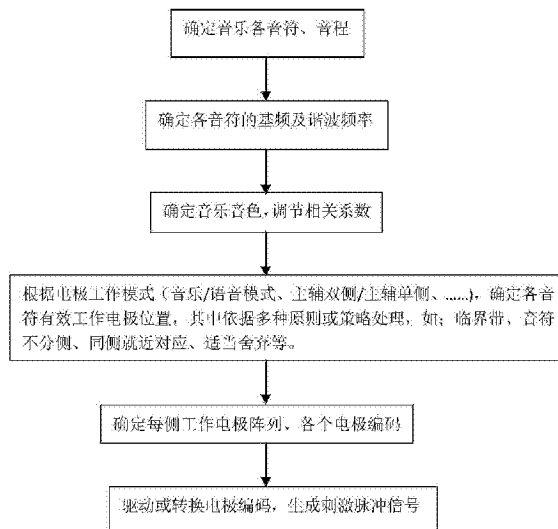 确定音乐各音符、音程
确定各音符的基频及谐波频率
确定音乐音色,调节相关系数
根据电极工作模式（音乐/语音模式、主辅双侧/主辅单侧、……),确定各音
符有效工作电极位置，其中依据多种原则或策略处理，如；临界带，音符
不分侧、同侧就近对应、适当舍弃等。
确定每侧工作电极阵列、各个电极编码
驱动或转换电极编码，生成刺激脉冲信号